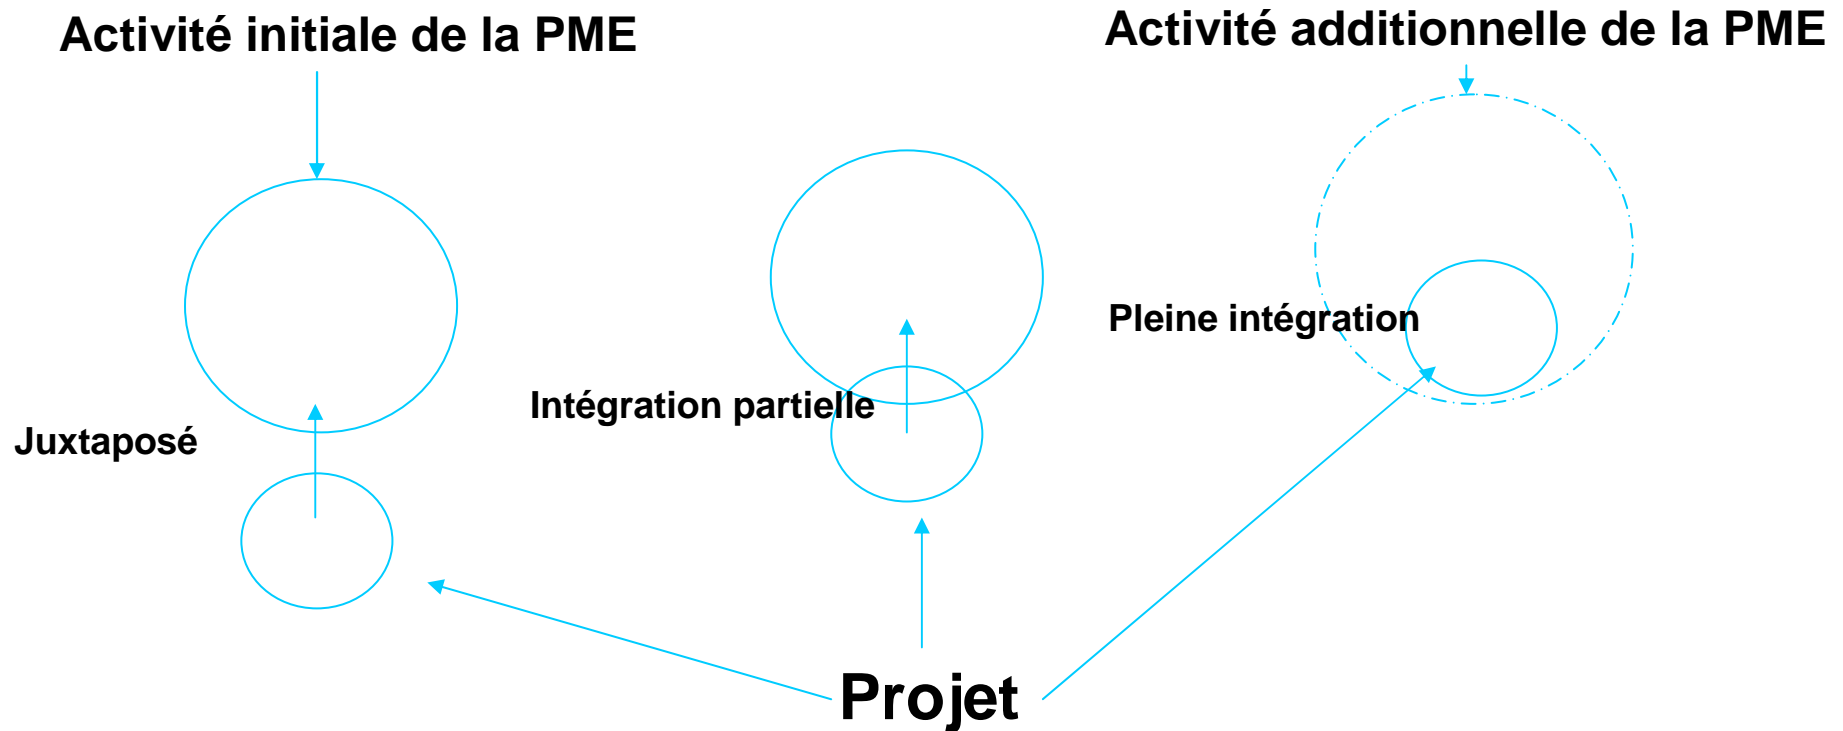 Activité initiale de la PME
Activité additionnelle de la PME
Pleine intégration
Intégration partielle
Juxtaposé
Projet